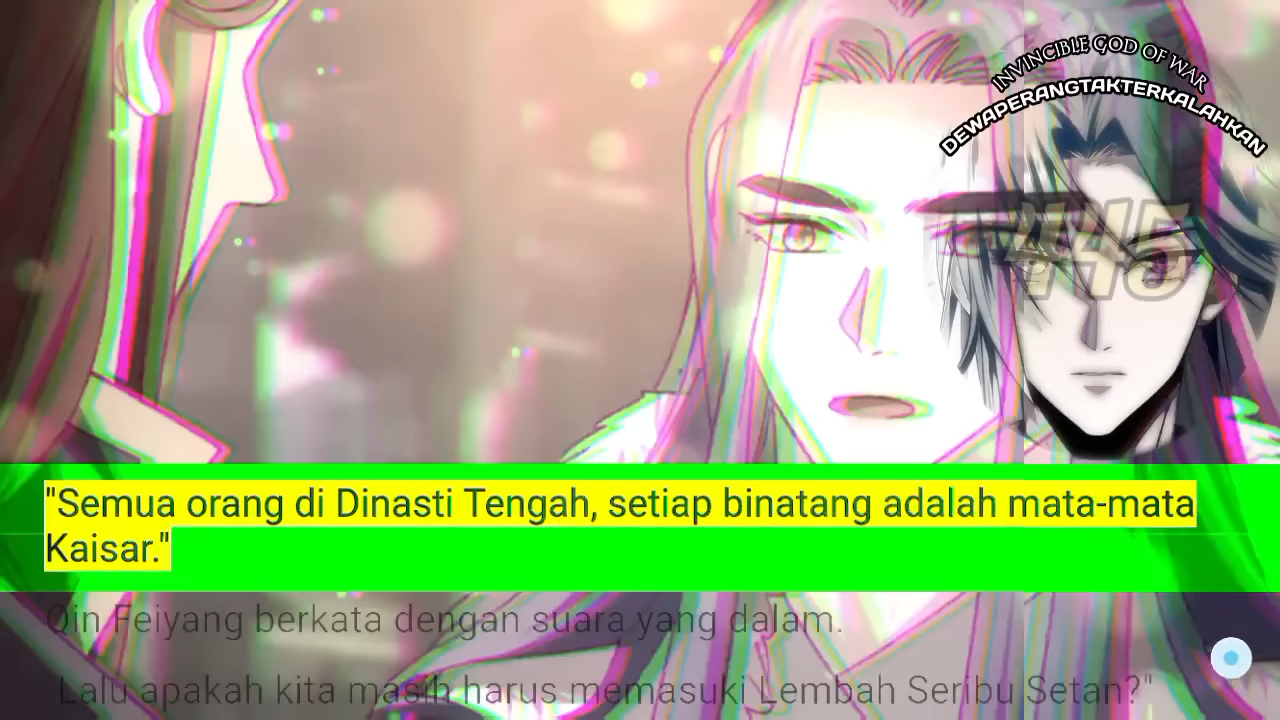 INVINCIBLE GOD OF WAR
DEWAPERANGTAKTERKALAHKAN
#445
"Semua orang di Dinasti Tengah, setiap binatang adalah mata-mata
Kaisar."
Qin Feiyang berkata dengan suara yang dalam.
"Lalu apakah kita masih harus memasuki Lembah Seribu Setan?"